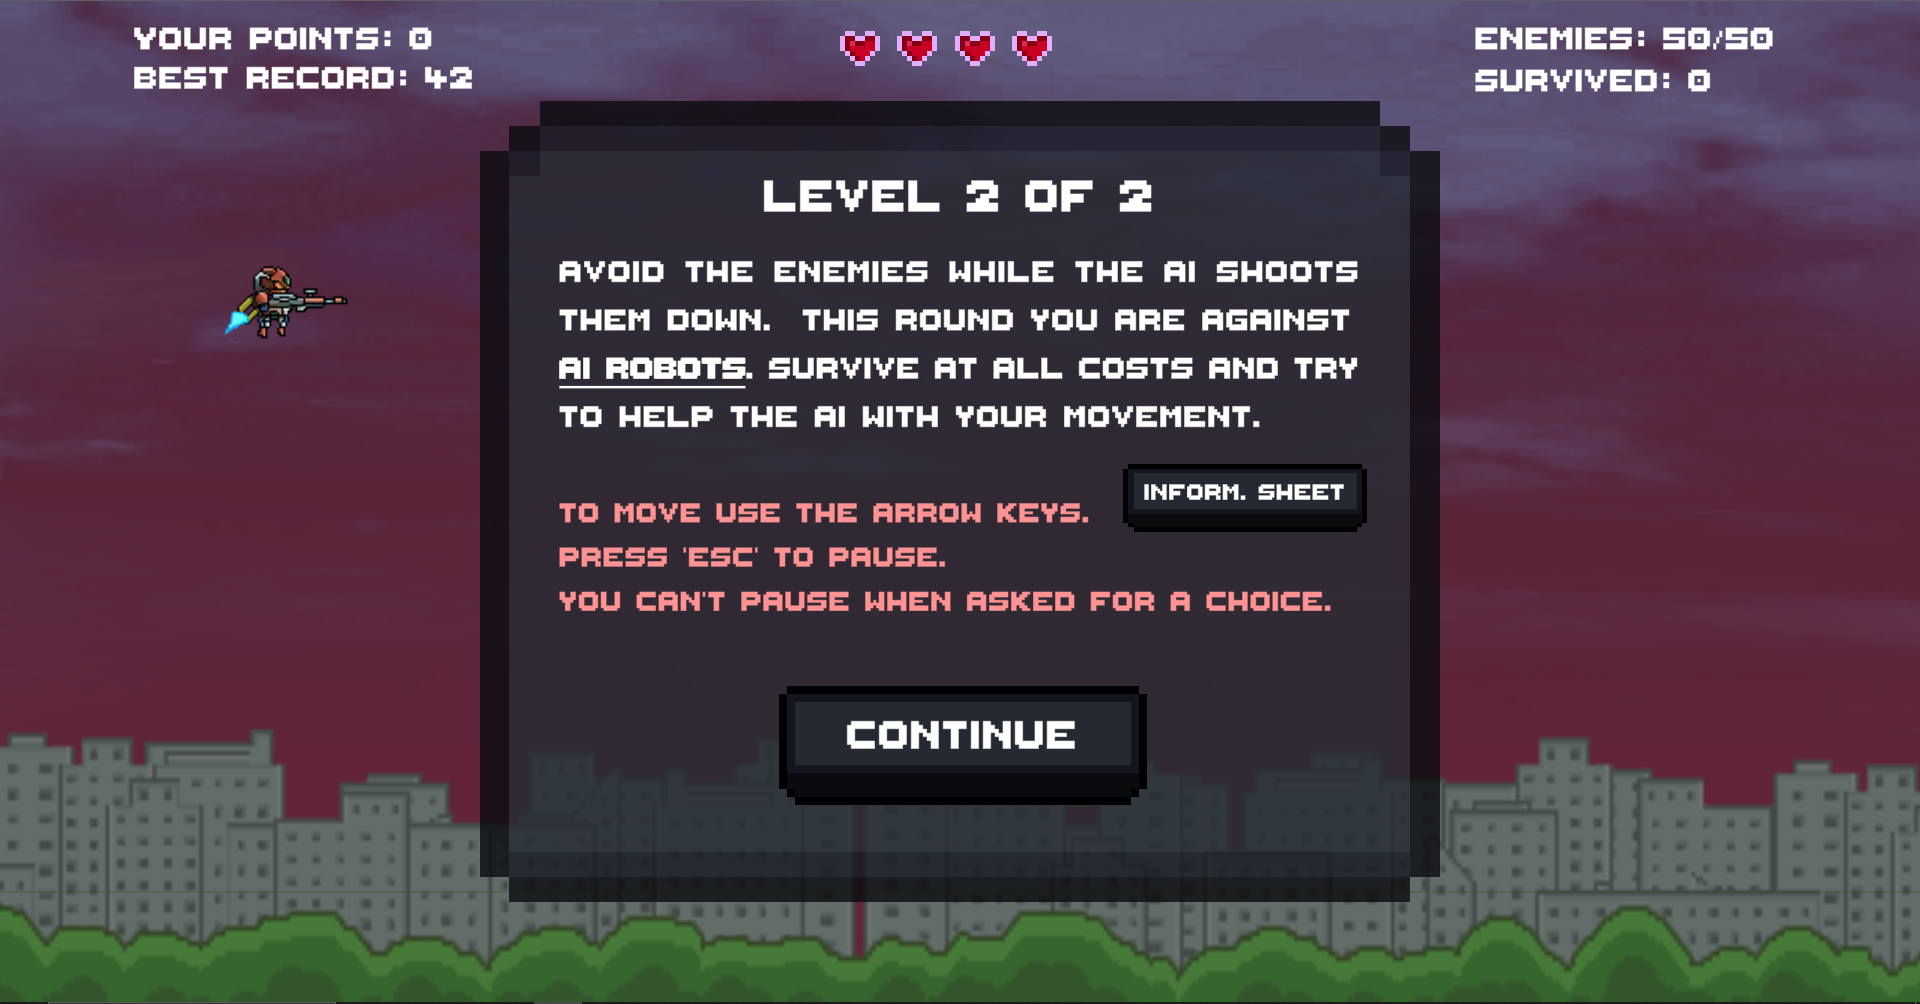 YOUR POINTS: 0
BEST RECORD: 42
ENEMIES: 50/50
SURVIVED: 0
LEVEL 2 OF 2
AVOID THE ENEMIES WHILE THE AI SHOOTS
THEM DOWN. THIS ROUND YOU ARE AGAINST
AI ROBOTS. SURVIVE AT ALL COSTS AND TRY
TO HELP THE AI WITH YOUR MOVEMENT.
INFORM. SHEET
TO MOVE USE THE ARROW KEYS.
PRESS 'ESC' TO PAUSE.
YOU CAN'T PAUSE WHEN ASKED FOR A CHOICE.
CONTINUE